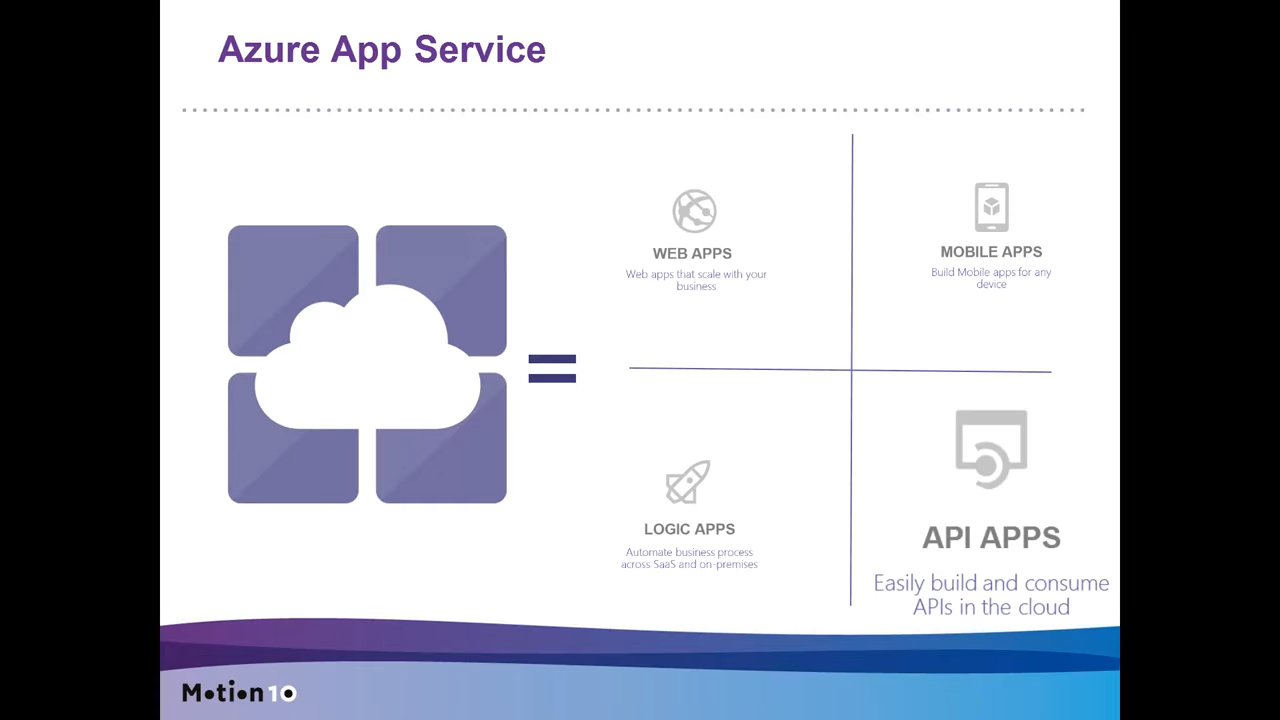 Azure App Service
WEB APPS
Web apps that scale with your
business
MOBILE APPS
Build Mobile apps for any
device
LOGIC APPS
Automate business process
across SaaS and on-premises
API APPS
Easily build and consume
APIs in the cloud
Motion10